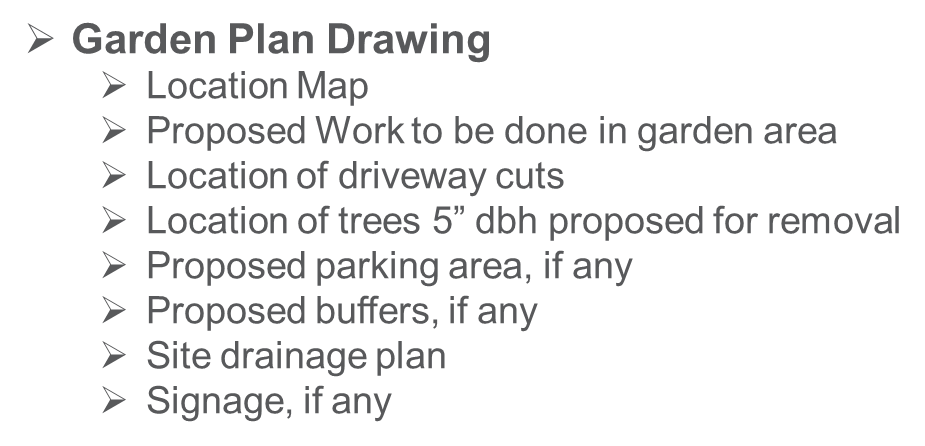 ➢ Garden Plan Drawing
➢ Location Map
➢ Proposed Work to be done in garden area
➢ Location of driveway cuts
➢ Location of trees 5” dbh proposed for removal
➢ Proposed parking area, if any
➢ Proposed buffers, if any
➢ Site drainage plan
➢ Signage, if any